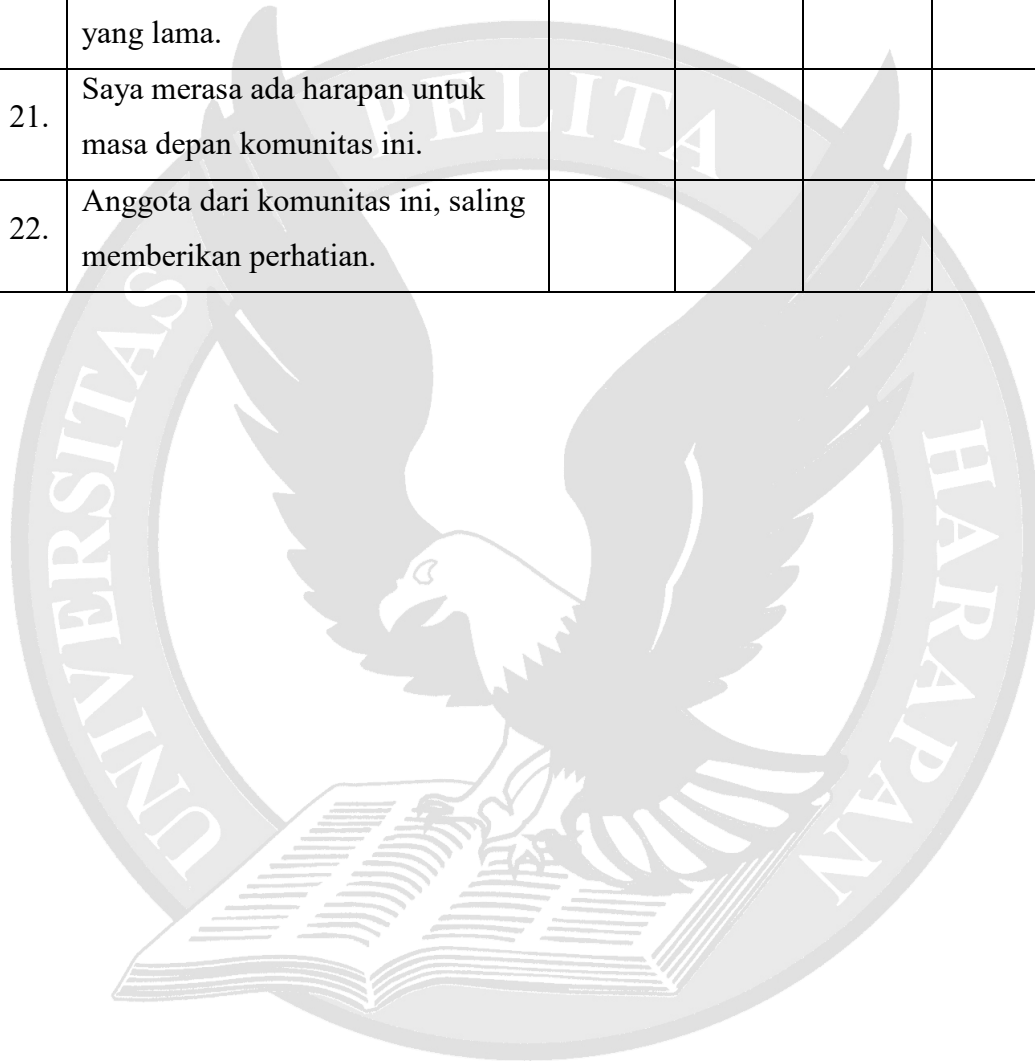 yang lama.
21.
Saya merasa ada harapan untuk
masa depan komunitas ini.
22.
Anggota dari komunitas ini, saling
memberikan perhatian.
UNIVERSITAS PELITA HARAPAN